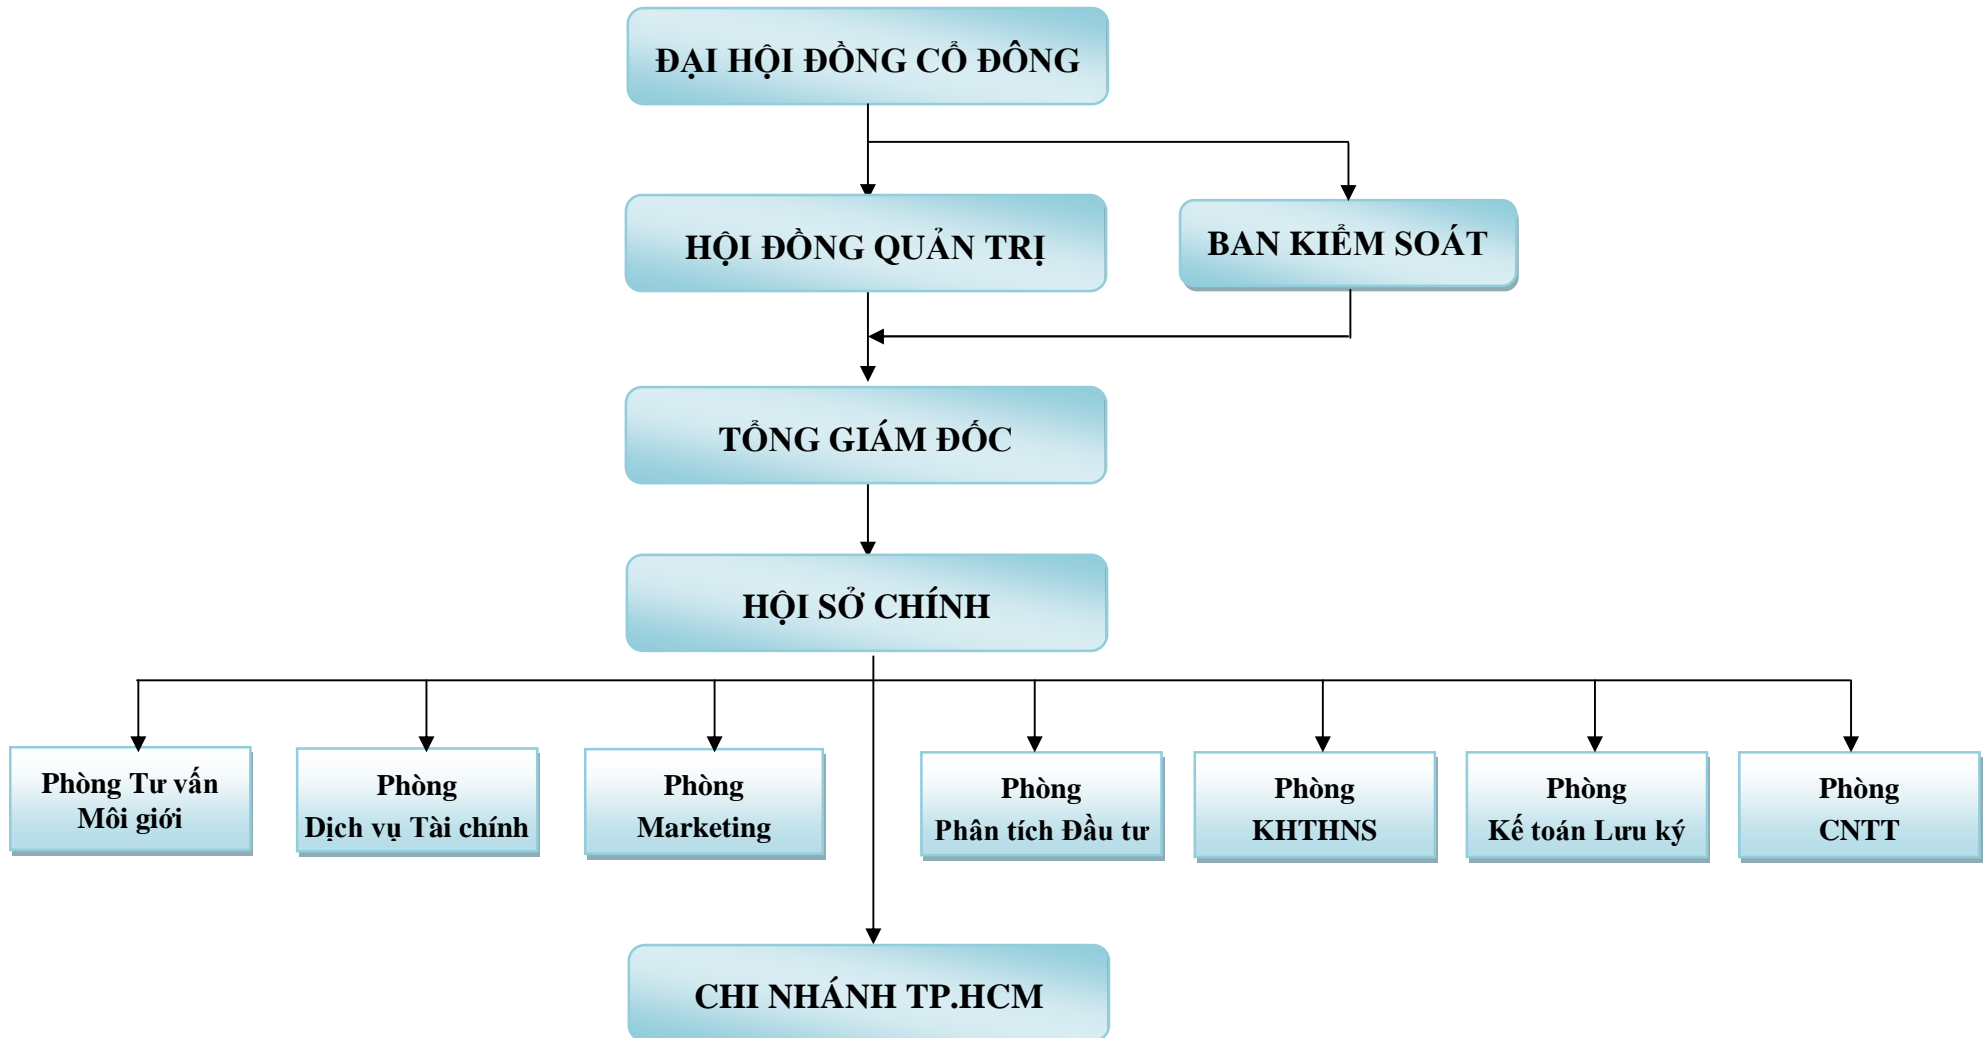 ĐẠI HỘI ĐỒNG CỔ ĐÔNG
HỘI ĐỒNG QUẢN TRỊ
BAN KIỂM SOÁT
TỔNG GIÁM ĐỐC
HỘI SỞ CHÍNH
Phòng Tư vấn
Môi giới
Phòng
Dịch vụ Tài chính
Phòng
Marketing
Phòng
Phân tích Đầu tư
Phòng
KHTHNS
Phòng
Kế toán Lưu ký
Phòng
CNTT
CHI NHÁNH TP.HCM